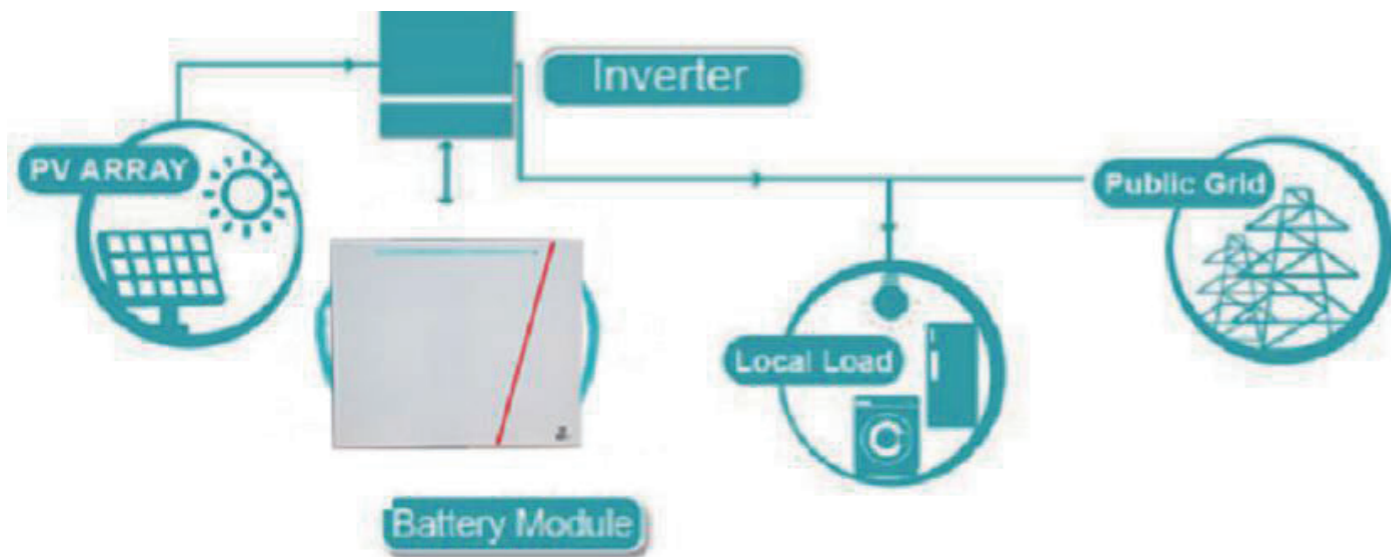 Inverter
PV ARRAY
Public Grid
Local Load
Battery Module